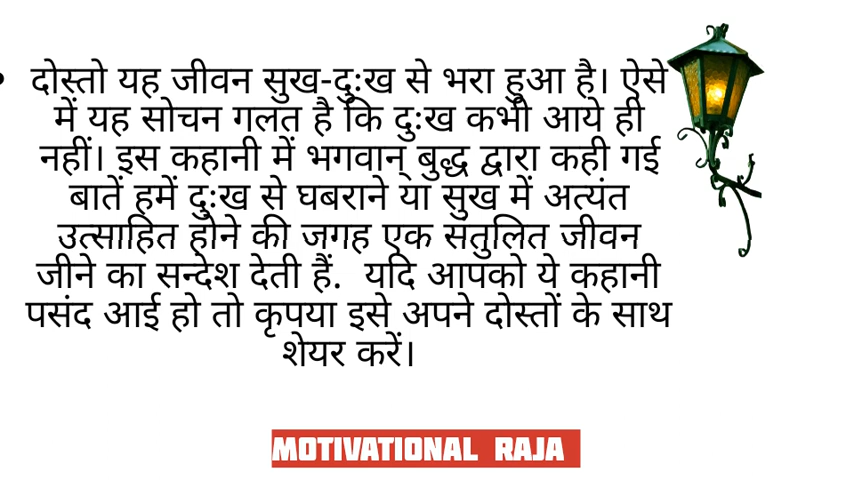 • दोस्तो यह जीवन सुख-दुःख से भरा हुआ है। ऐसे
में यह सोचन गलत है कि दुःख कभी आये ही
नहीं। इस कहानी में भगवान् बुद्ध द्वारा कही गई
बातें हमें दुःख से घबराने या सुख में अत्यंत
उत्साहित होने की जगह एक संतुलित जीवन
जीने का सन्देश देती हैं. यदि आपको ये कहानी
पसंद आई हो तो कृपया इसे अपने दोस्तों के साथ
शेयर करें।
MOTIVATIONAL RAJA